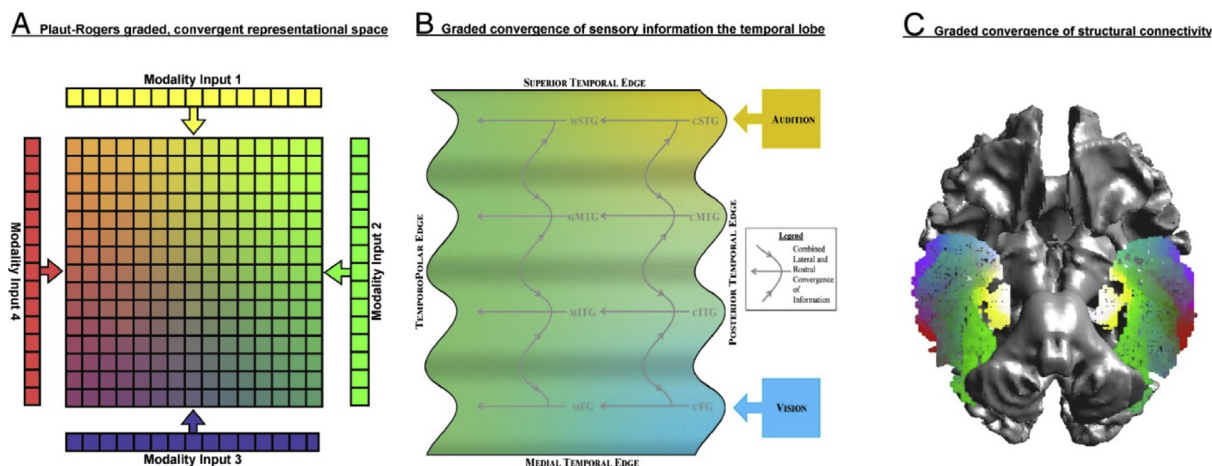 A Plaut-Rogers graded, convergent representational space
Modality Input 1
Modality Input 4
Modality Input 2
Modality Input 3
B Graded convergence of sensory information the temporal lobe
SUPERIOR TEMPORAL EDGE
MSTG
CSTG
AUDITION
TEMPOROPOLAR EDGE
MMTG
CMTG
POSTERIOR TEMPORAL EDGE
Legend
Combined
Lateral and
Rostral
Convergence
of
Information
MITG
CITG
MFG
CFG
VISION
MEDIAL TEMPORAL EDGE
C Graded convergence of structural connectivity